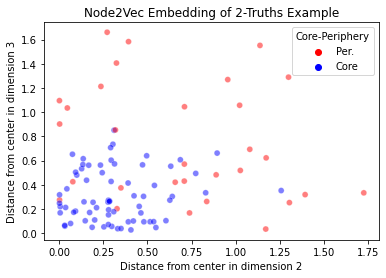 Node2Vec Embedding of 2-Truths Example
Core-Periphery
Per.
Core
Distance from center in dimension 3
1.6
1.4
1.2
1.0
0.8
0.6
0.4
0.2
0.0
0.00 0.25 0.50 0.75 1.00 1.25 1.50 1.75
Distance from center in dimension 2